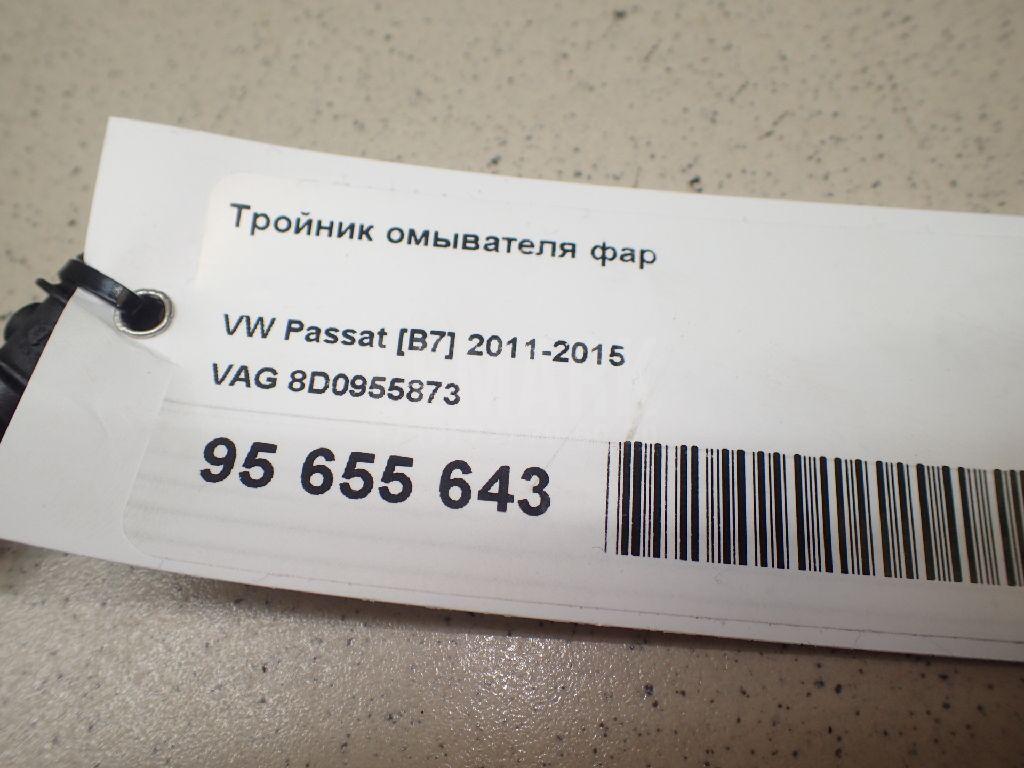 Тройник омывателя фар
VW Passat [B7] 2011-2015
VAG 8D0955873
95 655 643